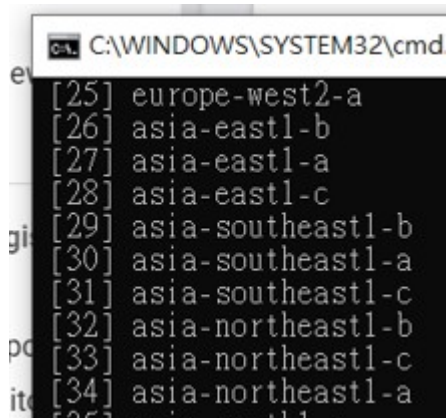 C:\WINDOWS\SYSTEM32\cmd.
[25] europe-west2-a
[26] asia-east1-b
[27] asia-east1-a
[28] asia-east1-c
[29] asia-southeast1-b
[30] asia-southeast1-a
[31] asia-southeast1-c
[32] asia-northeast1-b
[33] asia-northeast1-c
[34] asia-northeast1-a